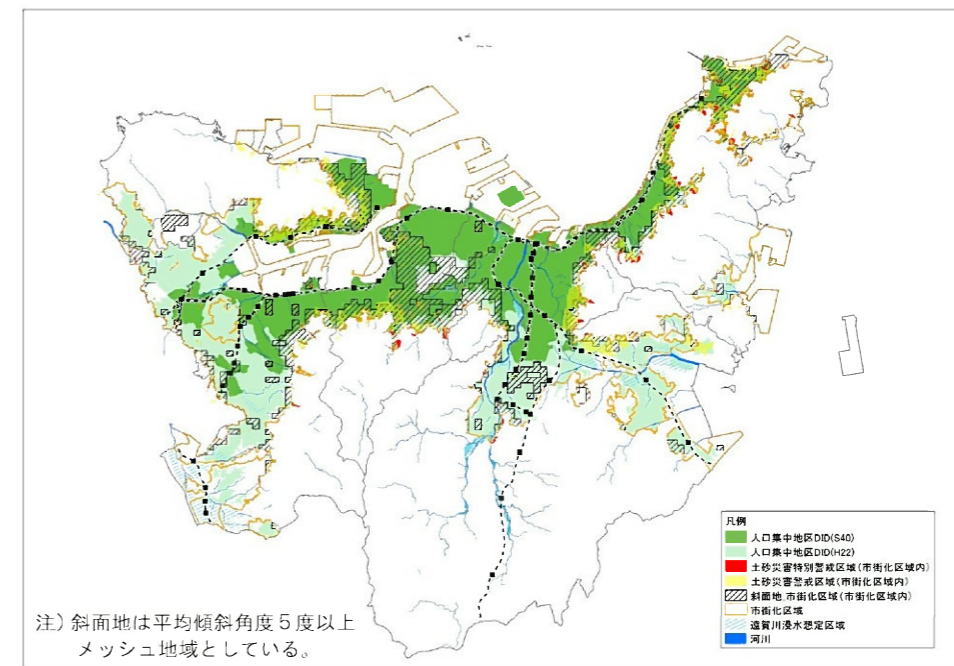 凡例
人口集中地区DID(S40)
人口集中地区DID(H22)
土砂災害特別警戒区域(市街化区域内)
土砂災害警戒区域(市街化区域内)
斜面地_市街化区域(市街化区域内)
市街化区域
遠賀川浸水想定区域
河川
注)斜面地は平均傾斜角度5度以上
メッシュ地域としている。